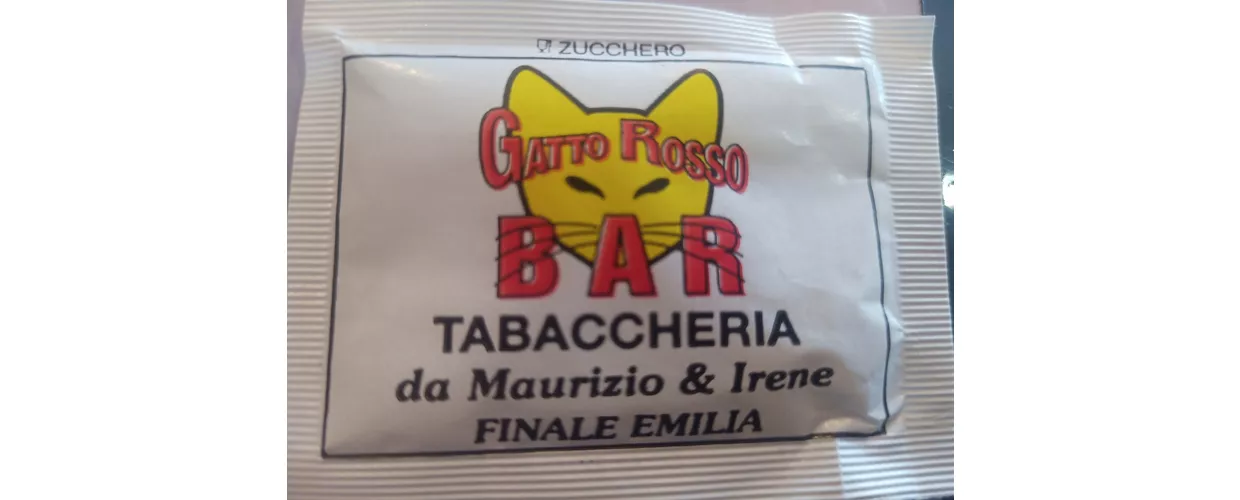 ZUCCHERO
GATTO ROSSO
BAR
TABACCHERIA
da Maurizio & Irene
FINALE EMILIA